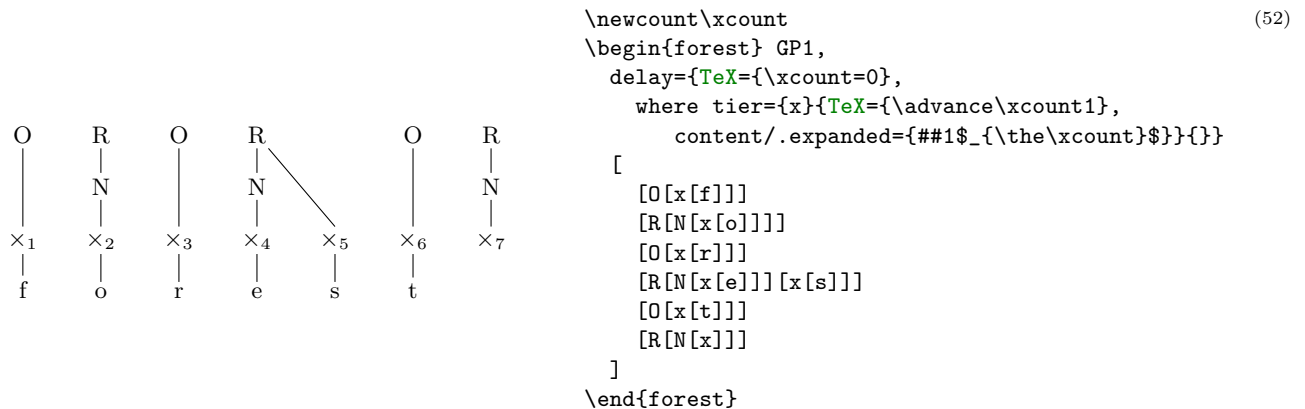 O R O R O R
N N N
×₁ ×₂ ×₃ ×₄ ×₅ ×₆ ×₇
f o r e s t
\newcount\xcount
(52)
\begin{forest} GP1,
  delay={TeX={\xcount=0},
    where tier={x}{TeX={\advance\xcount1},
       content/.expanded={##1$_{\the\xcount}$}}{}}
  [
    [O[x[f]]]
    [R[N[x[o]]]]
    [O[x[r]]]
    [R[N[x[e]]][x[s]]]
    [O[x[t]]]
    [R[N[x]]]
  ]
\end{forest}